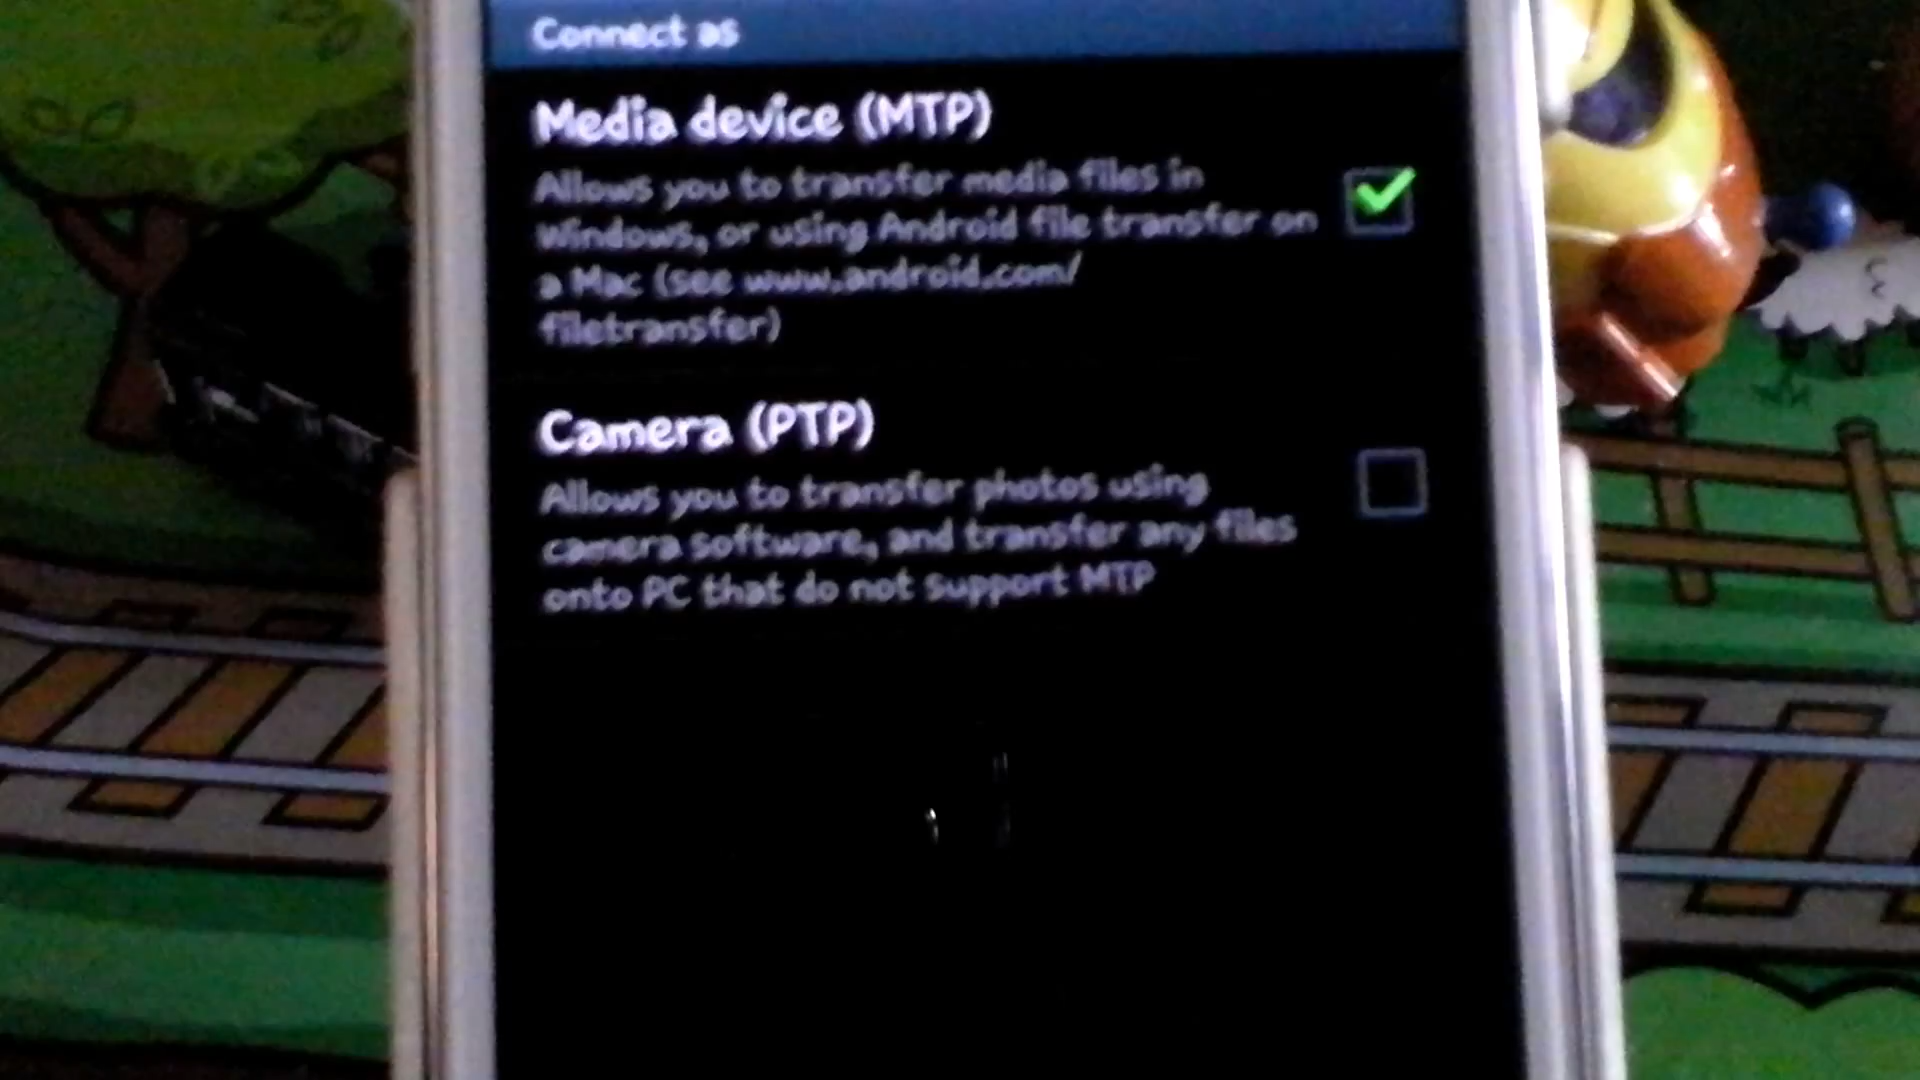 Connect as
Media device (MTP)
Allows you to transfer media files in
Windows, or using Android file transfer on
a Mac (see www.android.com/
filetransfer)
Camera (PTP)
Allows you to transfer photos using
camera software, and transfer any files
onto PC that do not support MTP